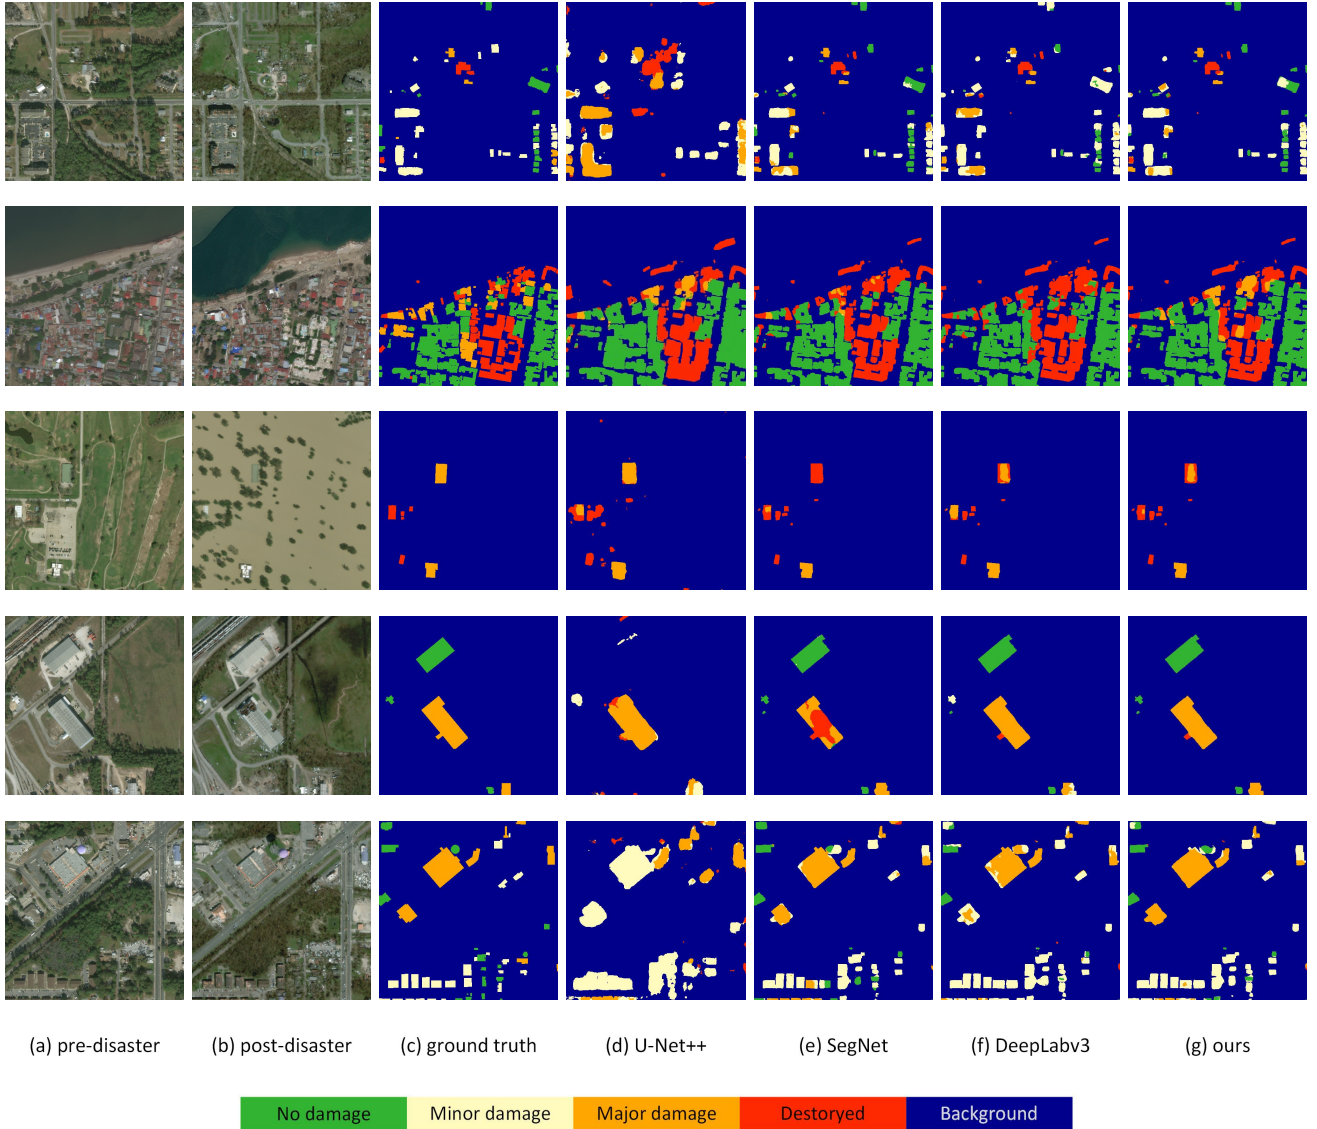 (a) pre-disaster (b) post-disaster (c) ground truth (d) U-Net++ (e) SegNet (f) DeepLabv3 (g) ours
No damage Minor damage Major damage Destoryed Background